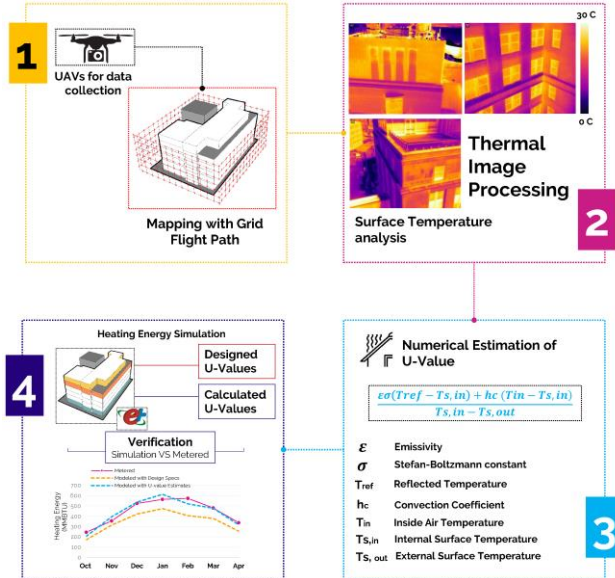 1
UAVs for data
collection
Mapping with Grid
Flight Path
30 C
0 C
Thermal
Image
Processing
Surface Temperature
analysis
2
4
Heating Energy Simulation
Designed
U-Values
Calculated
U-Values
et
Verification
Simulation VS Metered
Metered
Modeled with Design Specs
Modeled with U-value Estimates
Heating Energy
(MMBTU)
700
600
500
400
300
200
100
0
Oct Nov Dec Jan Feb Mar Apr
Numerical Estimation of
U-Value
εσ(Tref − Ts,in) + hc (Tin − Ts,in)
Ts,in − Ts,out
ε Emissivity
σ Stefan-Boltzmann constant
Tref Reflected Temperature
hc Convection Coefficient
Tin Inside Air Temperature
Ts,in Internal Surface Temperature
Ts, out External Surface Temperature
3